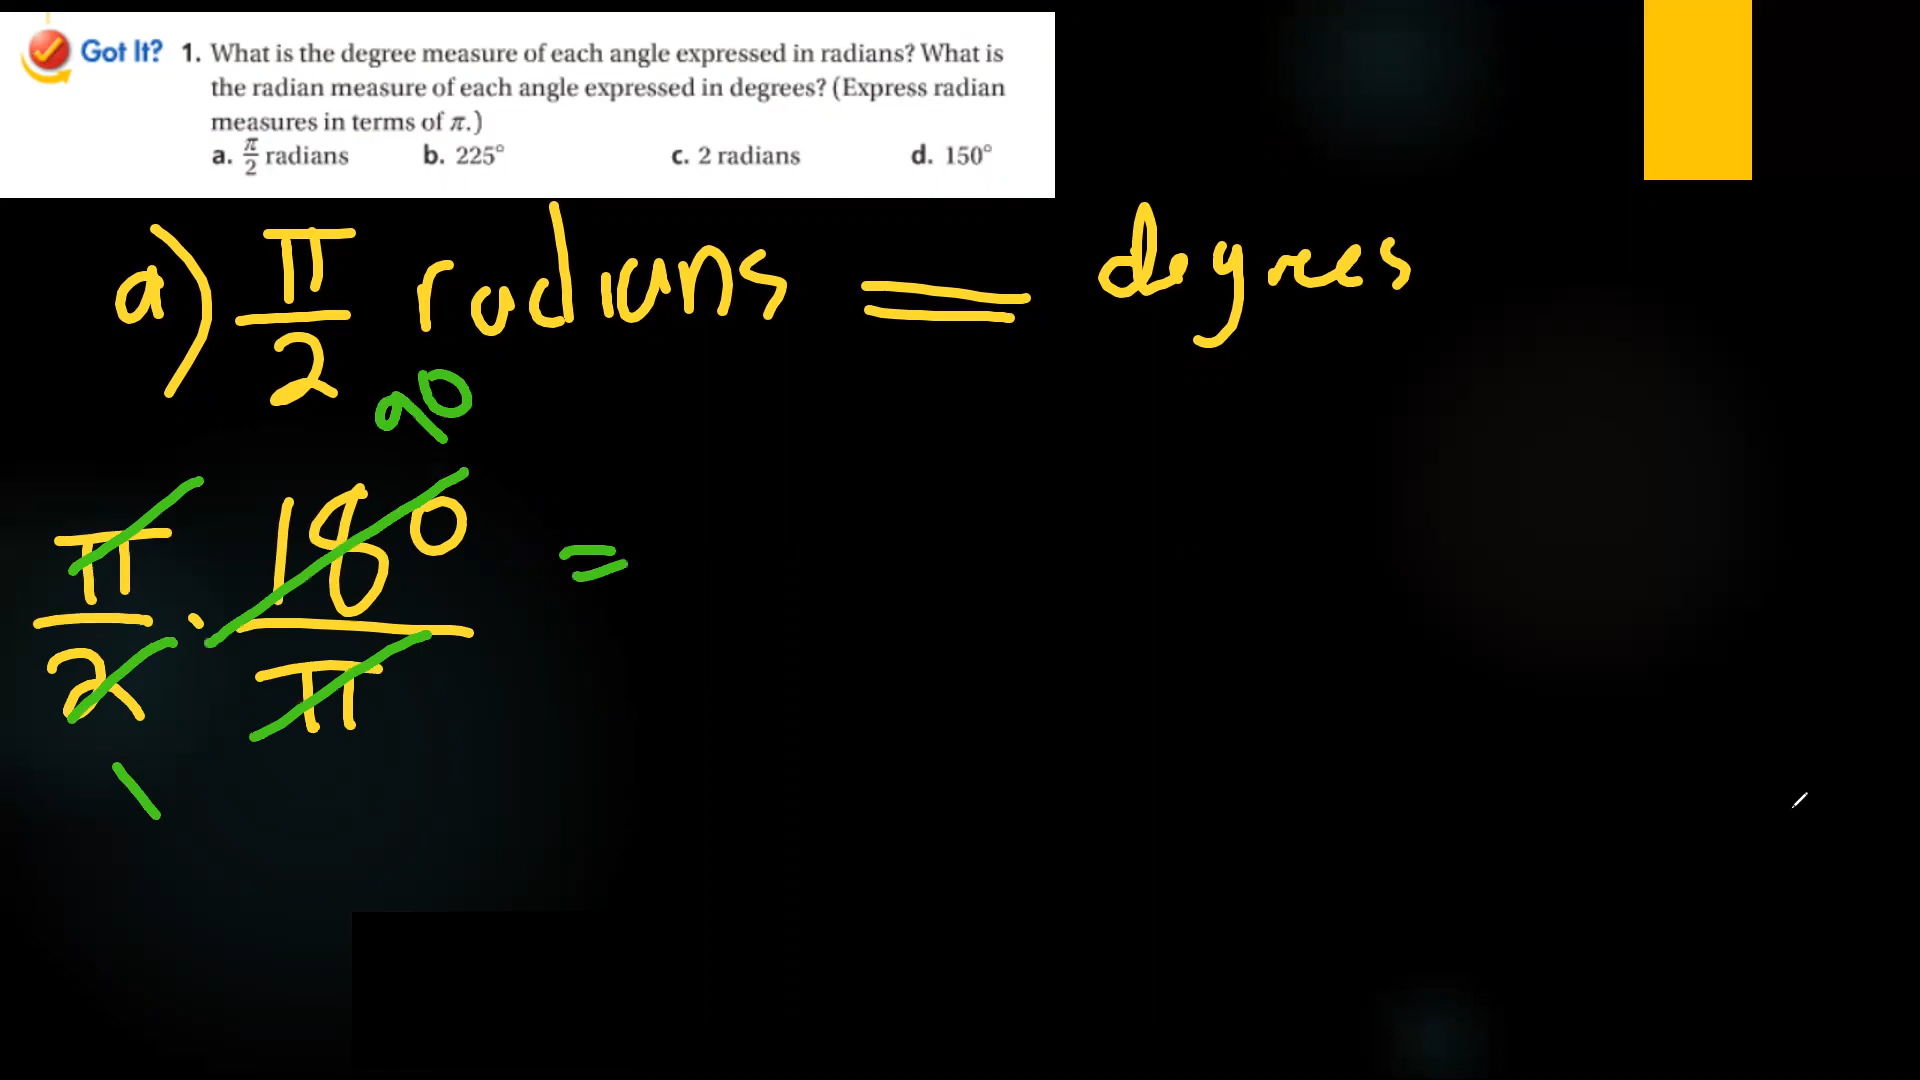 Got It? 1. What is the degree measure of each angle expressed in radians? What is
the radian measure of each angle expressed in degrees? (Express radian
measures in terms of π.)
a. π/2 radians b. 225° c. 2 radians d. 150°
a) π/2 radians = degrees
90
π/2 · 180/π =
1